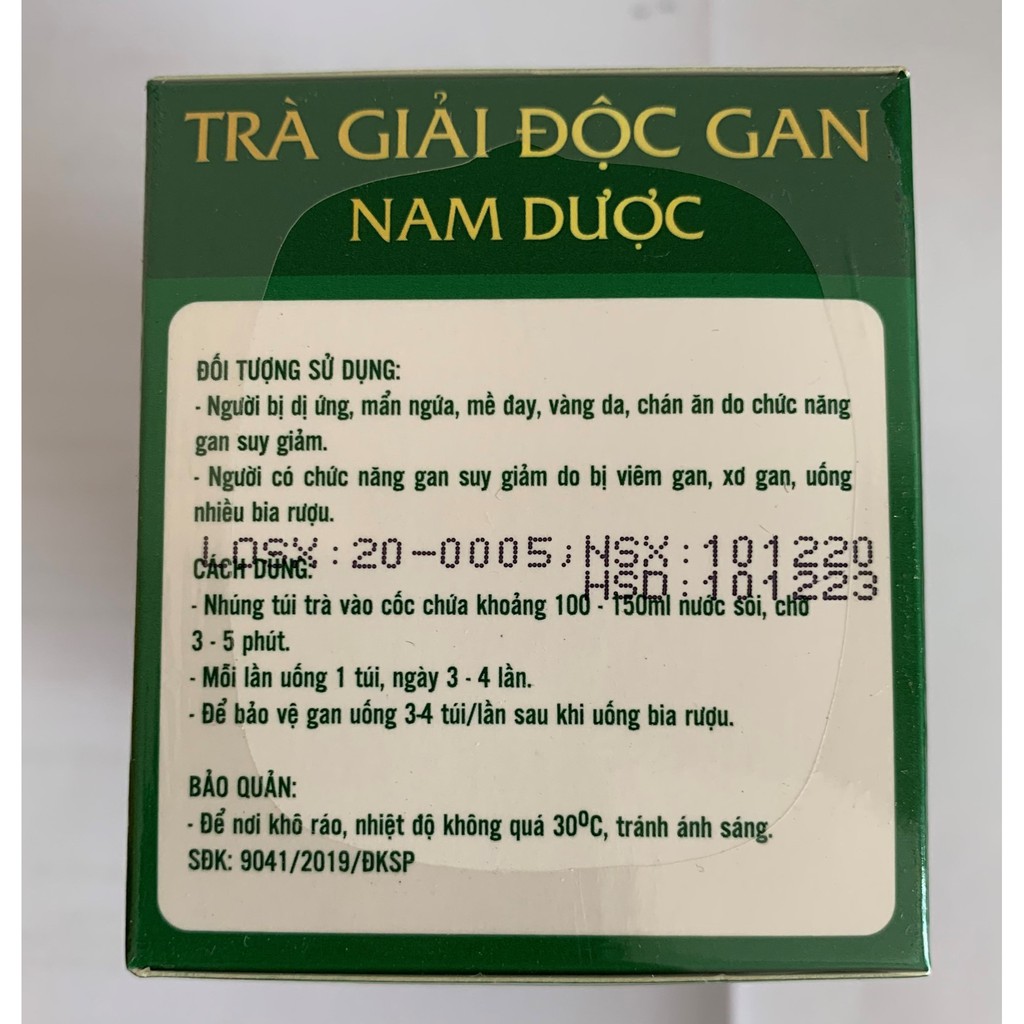 TRÀ GIẢI ĐỘC GAN
NAM DƯỢC
ĐỐI TƯỢNG SỬ DỤNG:
- Người bị dị ứng, mẩn ngứa, mề đay, vàng da, chán ăn do chức năng
gan suy giảm.
- Người có chức năng gan suy giảm do bị viêm gan, xơ gan, uống
nhiều bia rượu.
LOSX:20-0005; NSX:101220
HSD:101223
CÁCH DÙNG:
- Nhúng túi trà vào cốc chứa khoảng 100 - 150ml nước sôi, chờ
3 - 5 phút.
- Mỗi lần uống 1 túi, ngày 3 - 4 lần.
- Để bảo vệ gan uống 3-4 túi/lần sau khi uống bia rượu.
BẢO QUẢN:
- Để nơi khô ráo, nhiệt độ không quá 30ºC, tránh ánh sáng.
SĐK: 9041/2019/ĐKSP